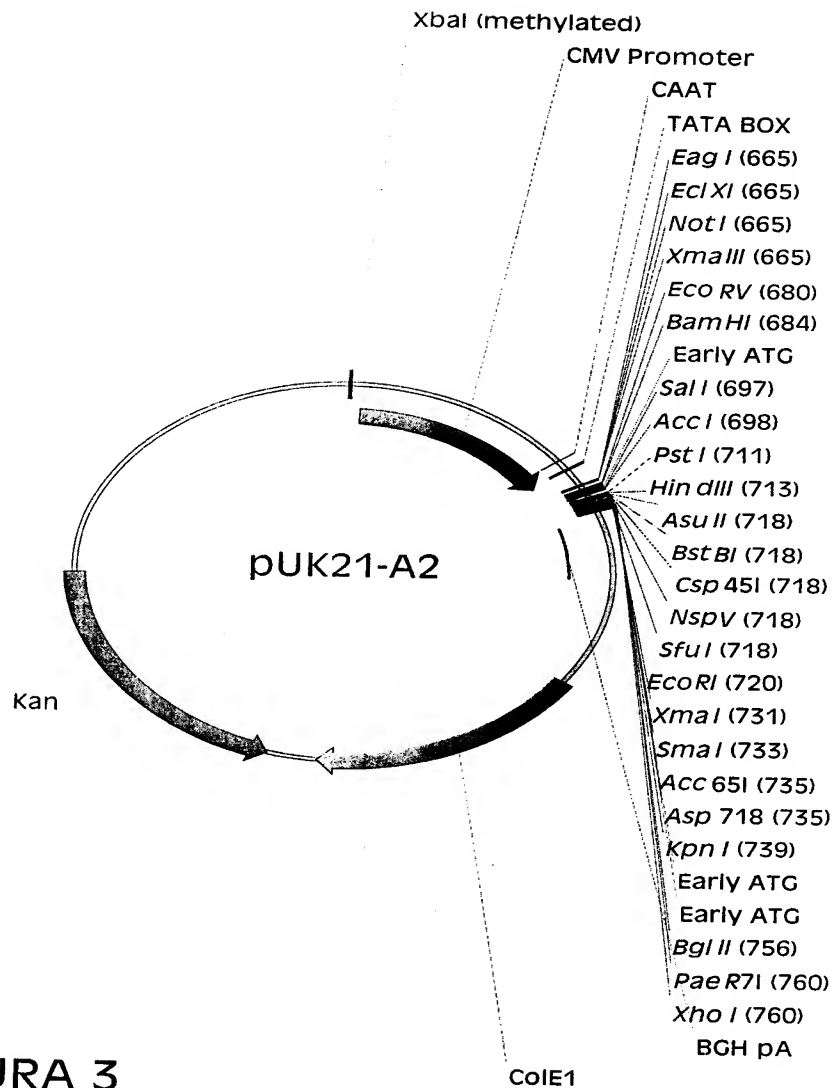 XbaI (methylated)
CMV Promoter
CAAT
TATA BOX
Eag I (665)
Ecl XI (665)
Not I (665)
Xma III (665)
Eco RV (680)
Bam HI (684)
Early ATG
Sal I (697)
Acc I (698)
Pst I (711)
Hin dIII (713)
Asu II (718)
Bst BI (718)
Csp 45I (718)
Nsp V (718)
Sfu I (718)
Eco RI (720)
Xma I (731)
Sma I (733)
Acc 65I (735)
Asp 718 (735)
Kpn I (739)
Early ATG
Early ATG
Bgl II (756)
Pae R7I (760)
Xho I (760)
BGH pA
pUK21-A2
Kan
ColE1
URA 3